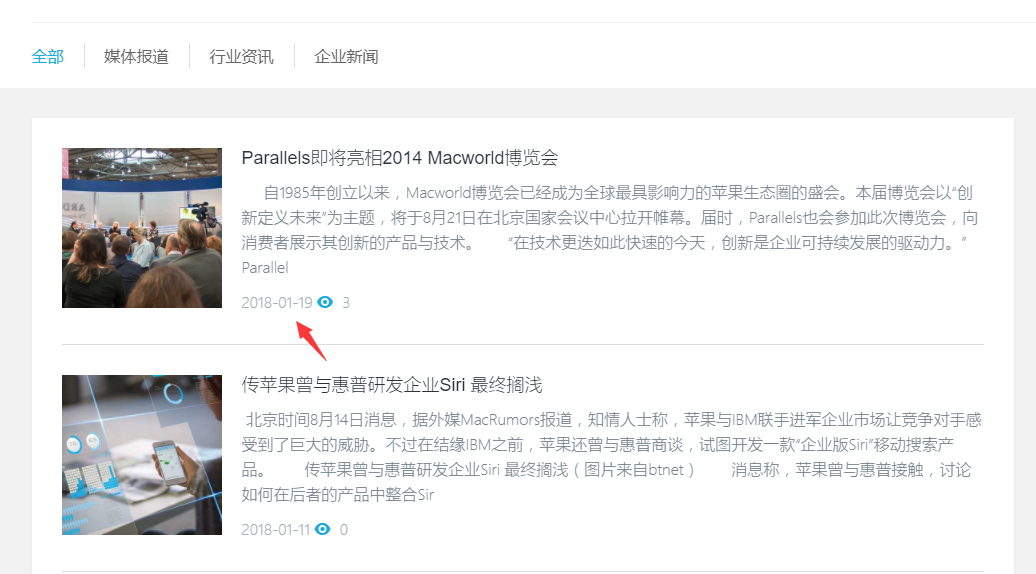 全部
媒体报道
行业资讯
企业新闻
Parallels即将亮相2014 Macworld博览会
自1985年创立以来，Macworld博览会已经成为全球最具影响力的苹果生态圈的盛会。本届博览会以“创
新定义未来”为主题，将于8月21日在北京国家会议中心拉开帷幕。届时，Parallels也会参加此次博览会，向
消费者展示其创新的产品与技术。 “在技术更迭如此快速的今天，创新是企业可持续发展的驱动力。”
Parallel
2018-01-19 3
传苹果曾与惠普研发企业Siri 最终搁浅
北京时间8月14日消息，据外媒MacRumors报道，知情人士称，苹果与IBM联手进军企业市场让竞争对手感
受到了巨大的威胁。不过在结缘IBM之前，苹果还曾与惠普商谈，试图开发一款“企业版Siri”移动搜索产
品。 传苹果曾与惠普研发企业Siri 最终搁浅（图片来自btnet） 消息称，苹果曾与惠普接触，讨论
如何在后者的产品中整合Sir
2018-01-11 0